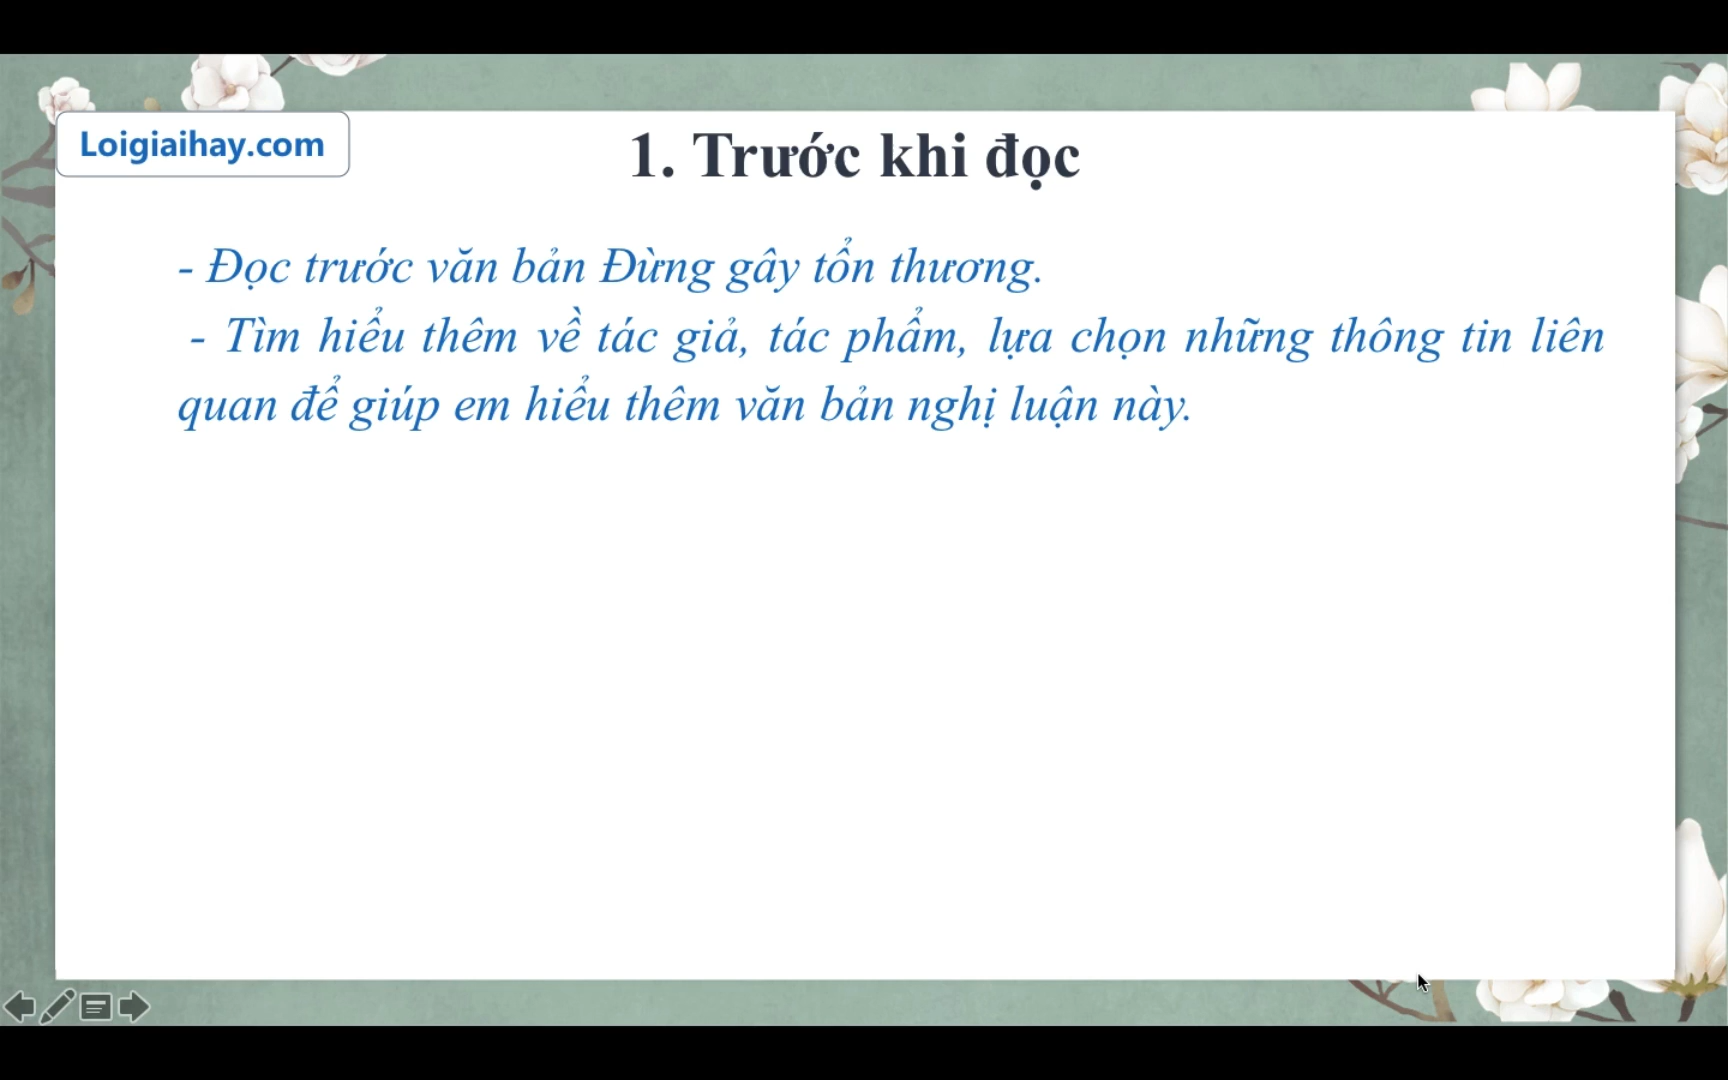 Loigiaihay.com
1. Trước khi đọc
- Đọc trước văn bản Đừng gây tổn thương.
- Tìm hiểu thêm về tác giả, tác phẩm, lựa chọn những thông tin liên
quan để giúp em hiểu thêm văn bản nghị luận này.